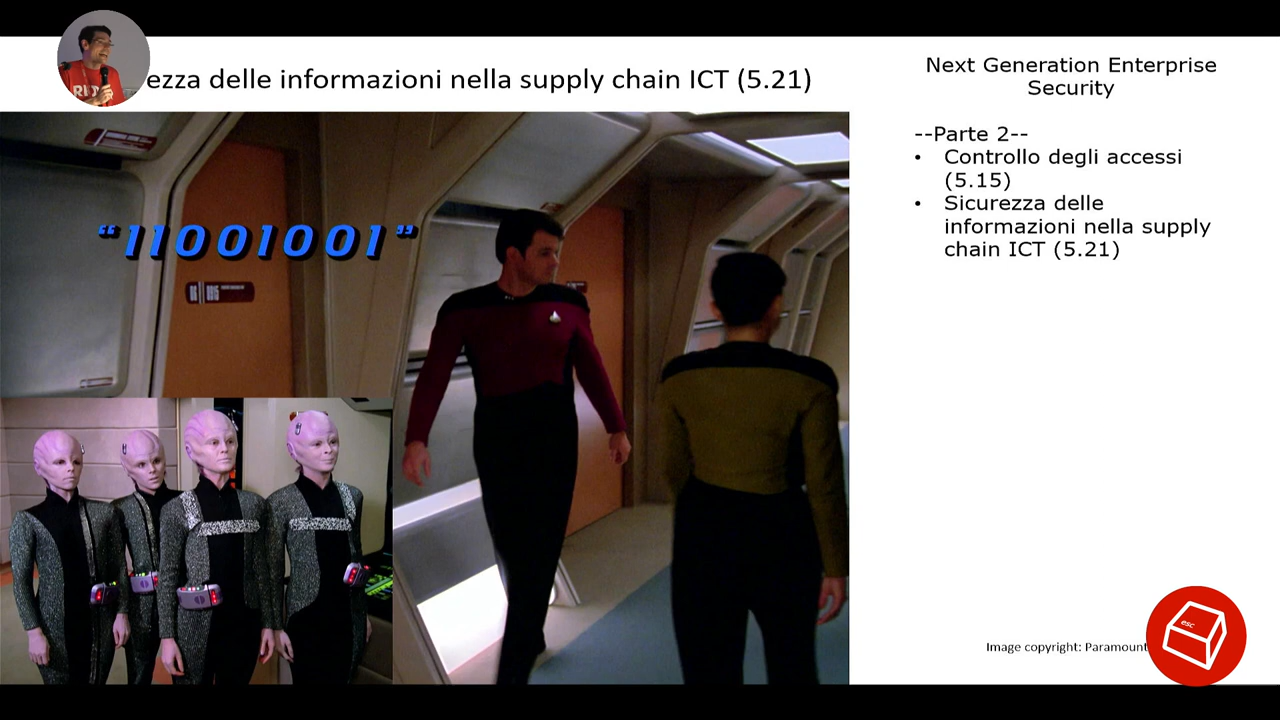 ezza delle informazioni nella supply chain ICT (5.21)
"11001001"
Next Generation Enterprise
Security
--Parte 2--
• Controllo degli accessi
(5.15)
• Sicurezza delle
informazioni nella supply
chain ICT (5.21)
Image copyright: Paramount
esc